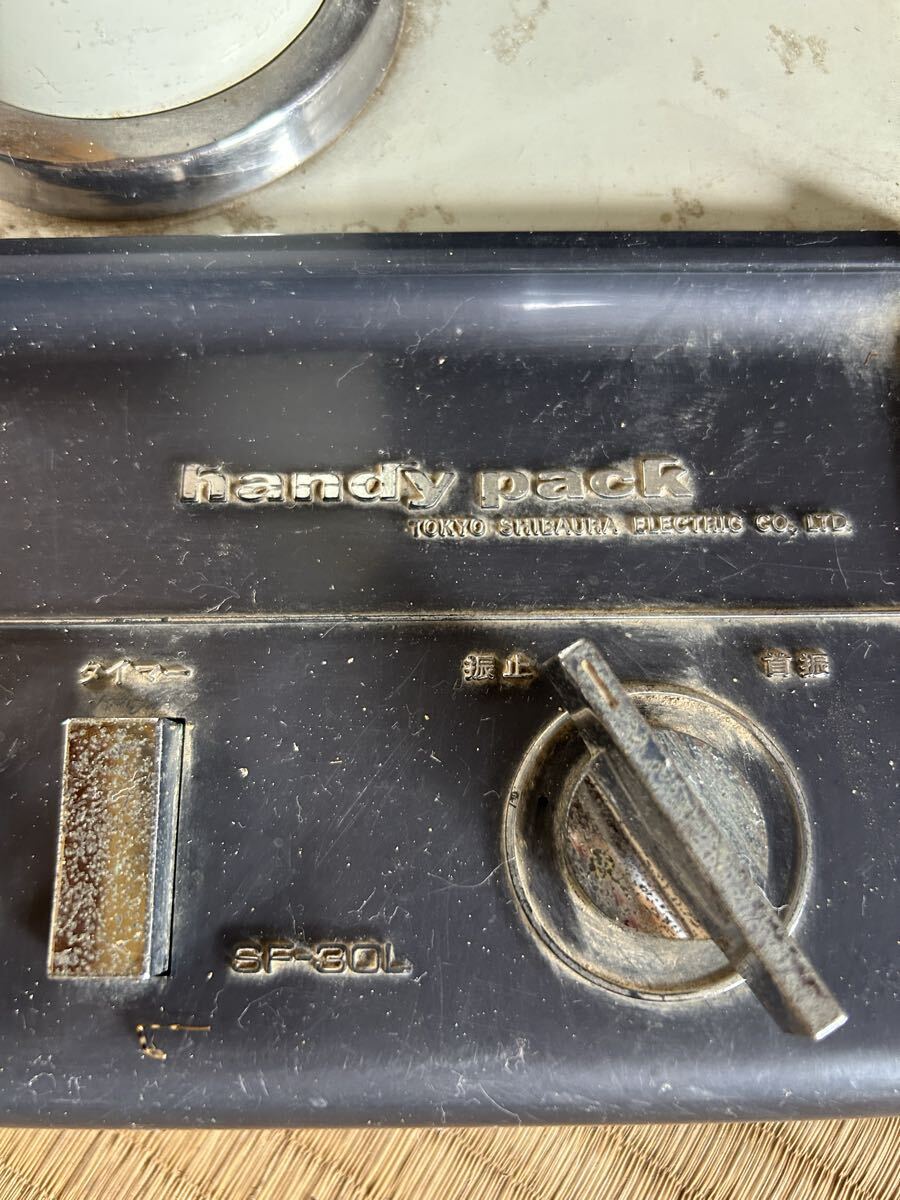 handy pack
TOKYO SHIBAURA ELECTRIC CO., LTD.
タイマー
振止
首振
SF-30L